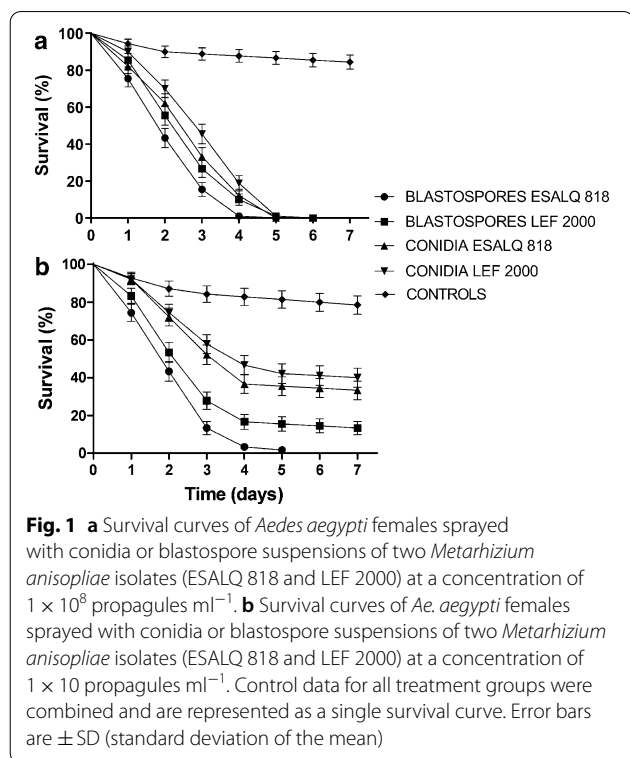 a
100
80
60
40
20
0
Survival (%)
0 1 2 3 4 5 6 7
BLASTOSPORES ESALQ 818
BLASTOSPORES LEF 2000
CONIDIA ESALQ 818
CONIDIA LEF 2000
CONTROLS
b
100
80
60
40
20
0
Survival (%)
0 1 2 3 4 5 6 7
Time (days)
Fig. 1 a Survival curves of Aedes aegypti females sprayed
with conidia or blastospore suspensions of two Metarhizium
anisopliae isolates (ESALQ 818 and LEF 2000) at a concentration of
1 × 10⁸ propagules ml⁻¹. b Survival curves of Ae. aegypti females
sprayed with conidia or blastospore suspensions of two Metarhizium
anisopliae isolates (ESALQ 818 and LEF 2000) at a concentration of
1 × 10 propagules ml⁻¹. Control data for all treatment groups were
combined and are represented as a single survival curve. Error bars
are ± SD (standard deviation of the mean)